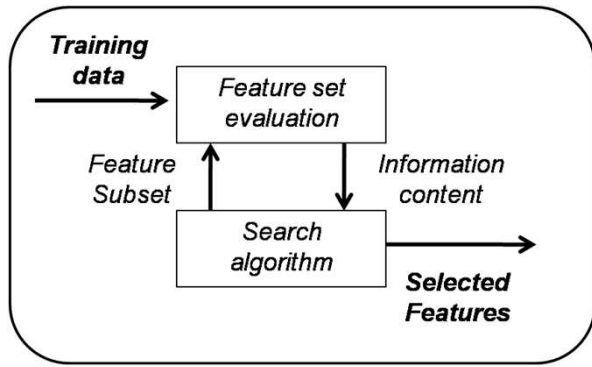 Training
data
Feature set
evaluation
Feature
Subset
Information
content
Search
algorithm
Selected
Features